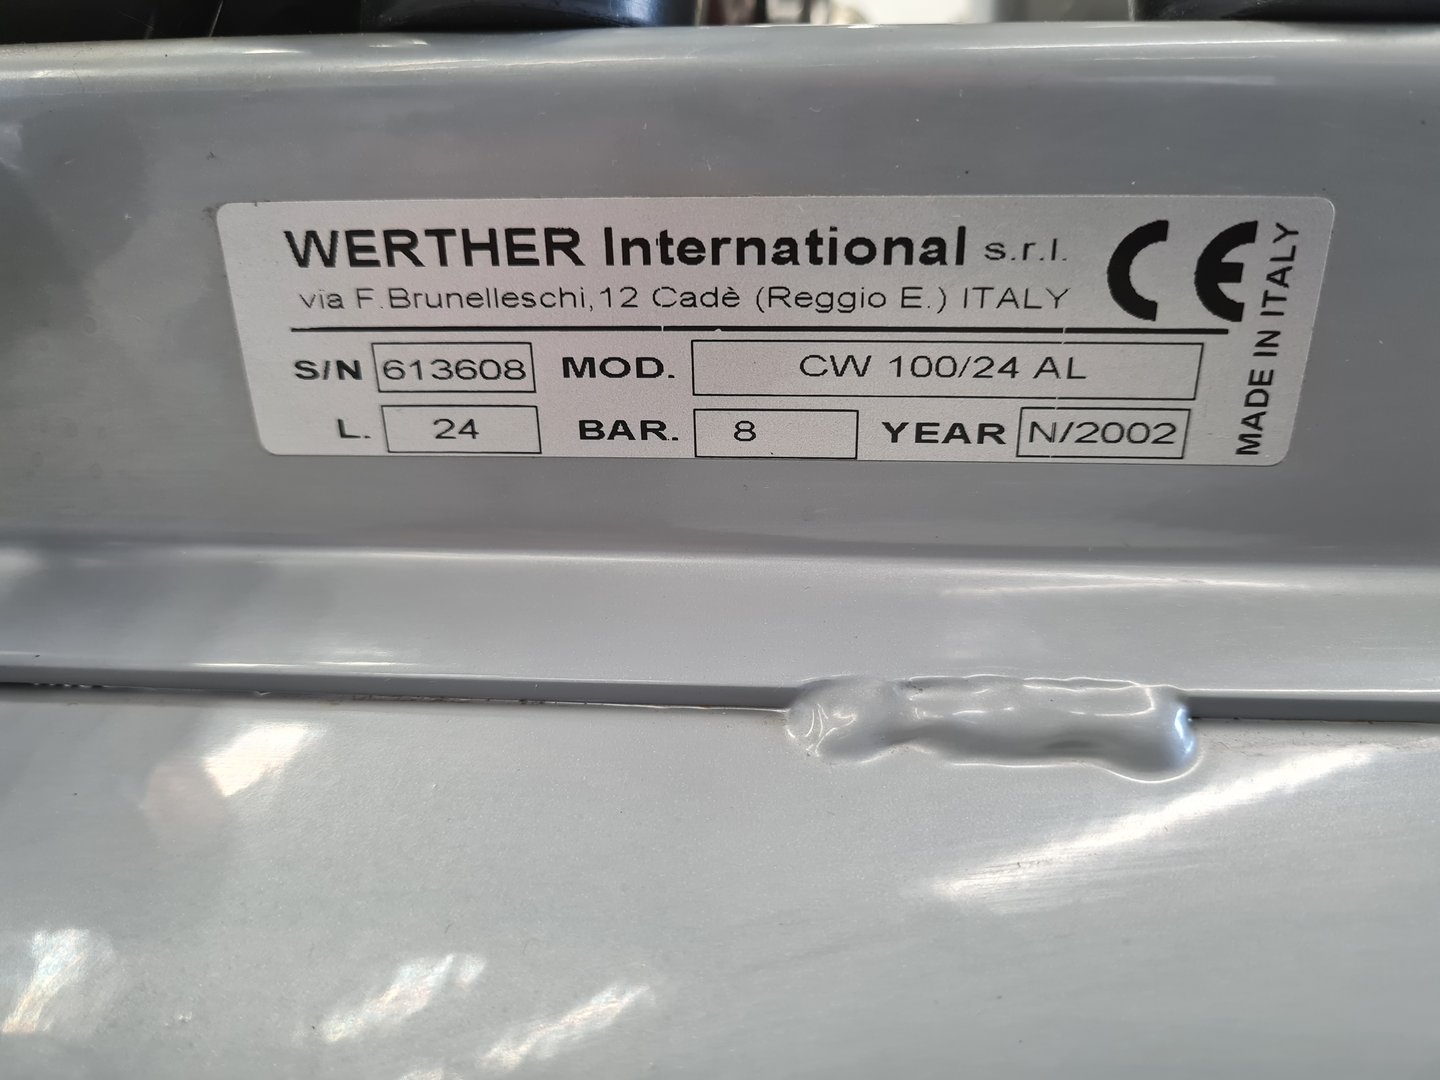 WERTHER International s.r.l. CE
via F.Brunelleschi,12 Cadè (Reggio E.) ITALY
S/N 613608 MOD. CW 100/24 AL
L. 24 BAR. 8 YEAR N/2002
MADE IN ITALY